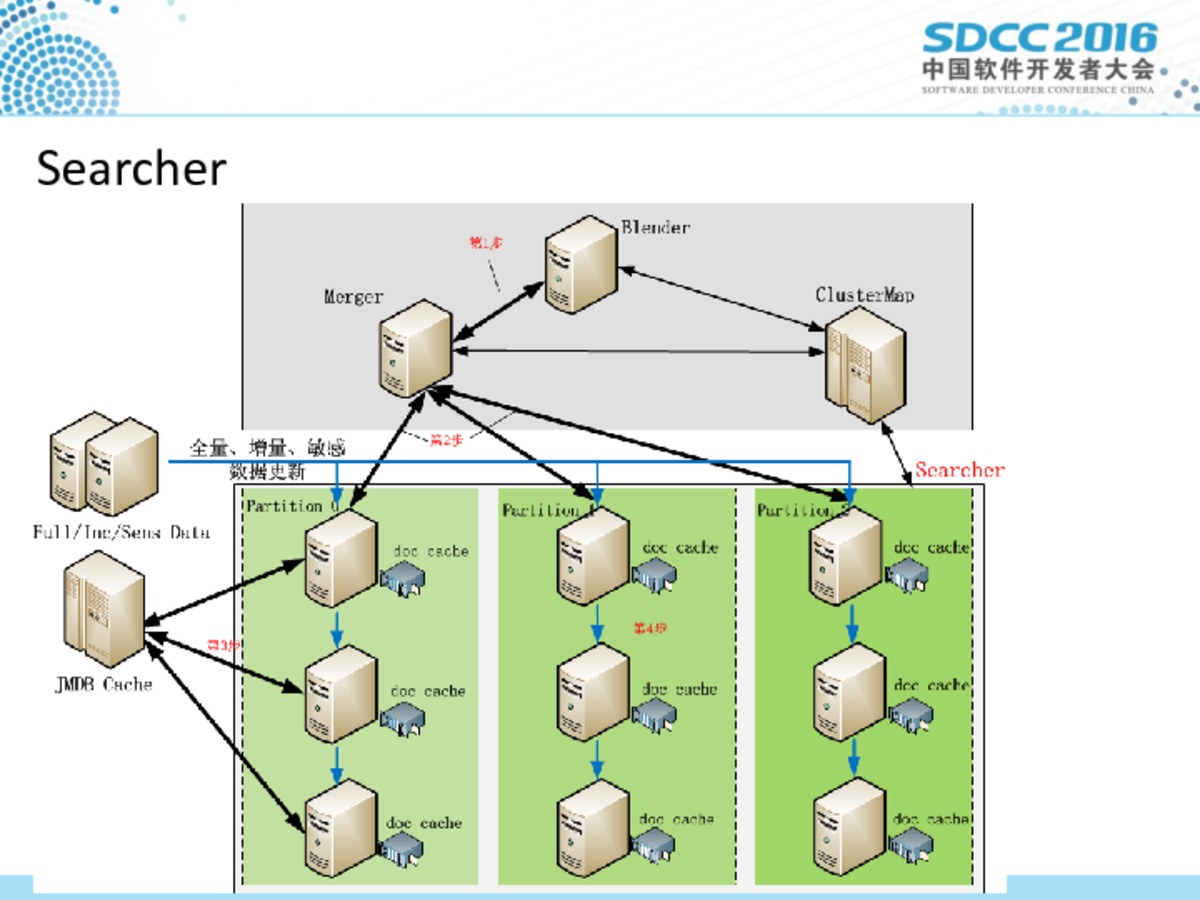 SDCC 2016
中国软件开发者大会
SOFTWARE DEVELOPER CONFERENCE CHINA
Searcher
Blender
第1步
Merger
ClusterMap
第2步
全量、增量、敏感
数据更新
Searcher
Full/Inc/Sens Data
Partition 0
Partition 1
Partition 2
doc cache
doc cache
doc cache
第3步
第4步
JMDB Cache
doc cache
doc cache
doc cache
doc cache
doc cache
doc cache